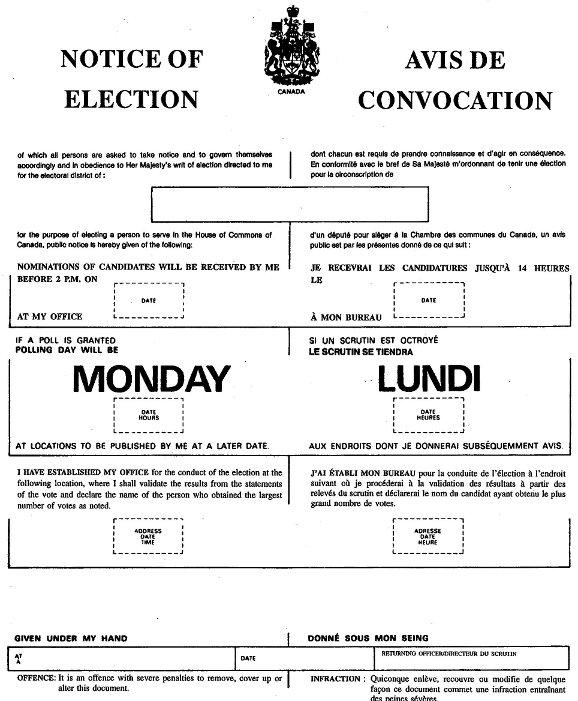 NOTICE OF
ELECTION
CANADA
AVIS DE
CONVOCATION
of which all persons are asked to take notice and to govern themselves
accordingly and in obedience to Her Majesty's writ of election directed to me
for the electoral district of :
dont chacun est requis de prendre connaissance et d'agir en conséquence.
En conformité avec le bref de Sa Majesté m'ordonnant de tenir une élection
pour la circonscription de
for the purpose of electing a person to serve in the House of Commons of
Canada, public notice is hereby given of the following:
d'un député pour siéger à la Chambre des communes du Canada, un avis
public est par les présentes donné de ce qui suit :
NOMINATIONS OF CANDIDATES WILL BE RECEIVED BY ME
BEFORE 2 P.M. ON
DATE
AT MY OFFICE
JE RECEVRAI LES CANDIDATURES JUSQU'À 14 HEURES
LE
DATE
À MON BUREAU
IF A POLL IS GRANTED
POLLING DAY WILL BE
MONDAY
DATE
HOURS
AT LOCATIONS TO BE PUBLISHED BY ME AT A LATER DATE.
SI UN SCRUTIN EST OCTROYÉ
LE SCRUTIN SE TIENDRA
LUNDI
DATE
HEURES
AUX ENDROITS DONT JE DONNERAI SUBSÉQUEMMENT AVIS.
I HAVE ESTABLISHED MY OFFICE for the conduct of the election at the
following location, where I shall validate the results from the statements
of the vote and declare the name of the person who obtained the largest
number of votes as noted.
ADDRESS
DATE
TIME
J'AI ÉTABLI MON BUREAU pour la conduite de l'élection à l'endroit
suivant où je procéderai à la validation des résultats à partir des
relevés du scrutin et déclarerai le nom du candidat ayant obtenu le plus
grand nombre de votes.
ADRESSE
DATE
HEURE
GIVEN UNDER MY HAND
DONNÉ SOUS MON SEING
AT
À
DATE
RETURNING OFFICER/DIRECTEUR DU SCRUTIN
OFFENCE: It is an offence with severe penalties to remove, cover up or
alter this document.
INFRACTION : Quiconque enlève, recouvre ou modifie de quelque
façon ce document commet une infraction entraînant
des peines sévères.